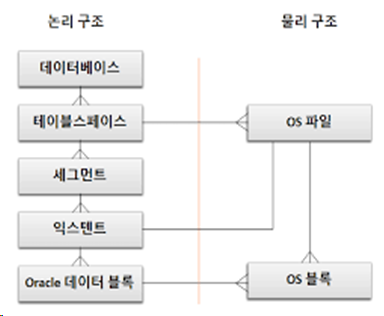 논리 구조
물리 구조
데이터베이스
테이블스페이스
OS 파일
세그먼트
익스텐트
Oracle 데이터 블록
OS 블록